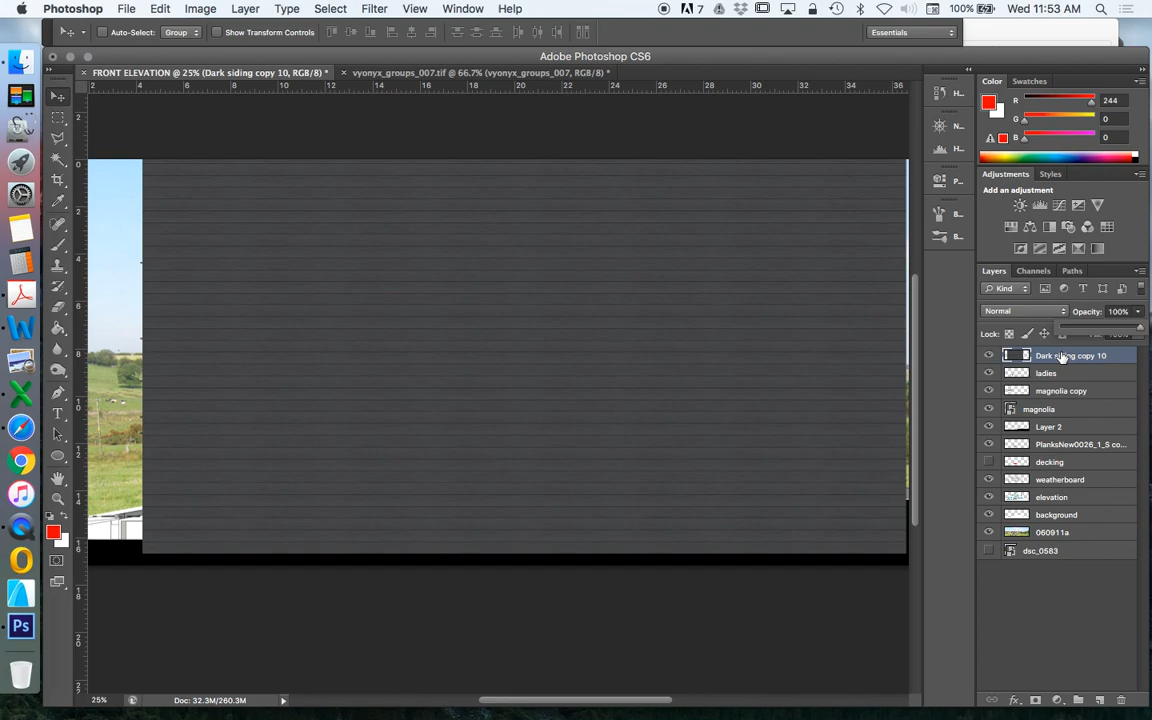 Photoshop File Edit Image Layer Type Select Filter View Window Help 7 100% Wed 11:53 AM
Auto-Select: Group Show Transform Controls Essentials
Adobe Photoshop CS6
FRONT ELEVATION @ 25% (Dark siding copy 10, RGB/8) * vyonyx_groups_007.tif @ 66.7% (vyonyx_groups_007, RGB/8) *
2 4 6 8 10 12 14 16 18 20 22 24 26 28 30 32 34 36
Color Swatches
R 244
G 0
B 0
H...
N...
H...
P...
B...
B...
Adjustments Styles
Add an adjustment
Layers Channels Paths
Kind
Normal Opacity: 100%
Lock:
Dark siding copy 10
ladies
magnolia copy
magnolia
Layer 2
PlanksNew0026_1_S co...
decking
weatherboard
elevation
background
060911a
dsc_0583
25% Doc: 32.3M/260.3M
Ps
fx